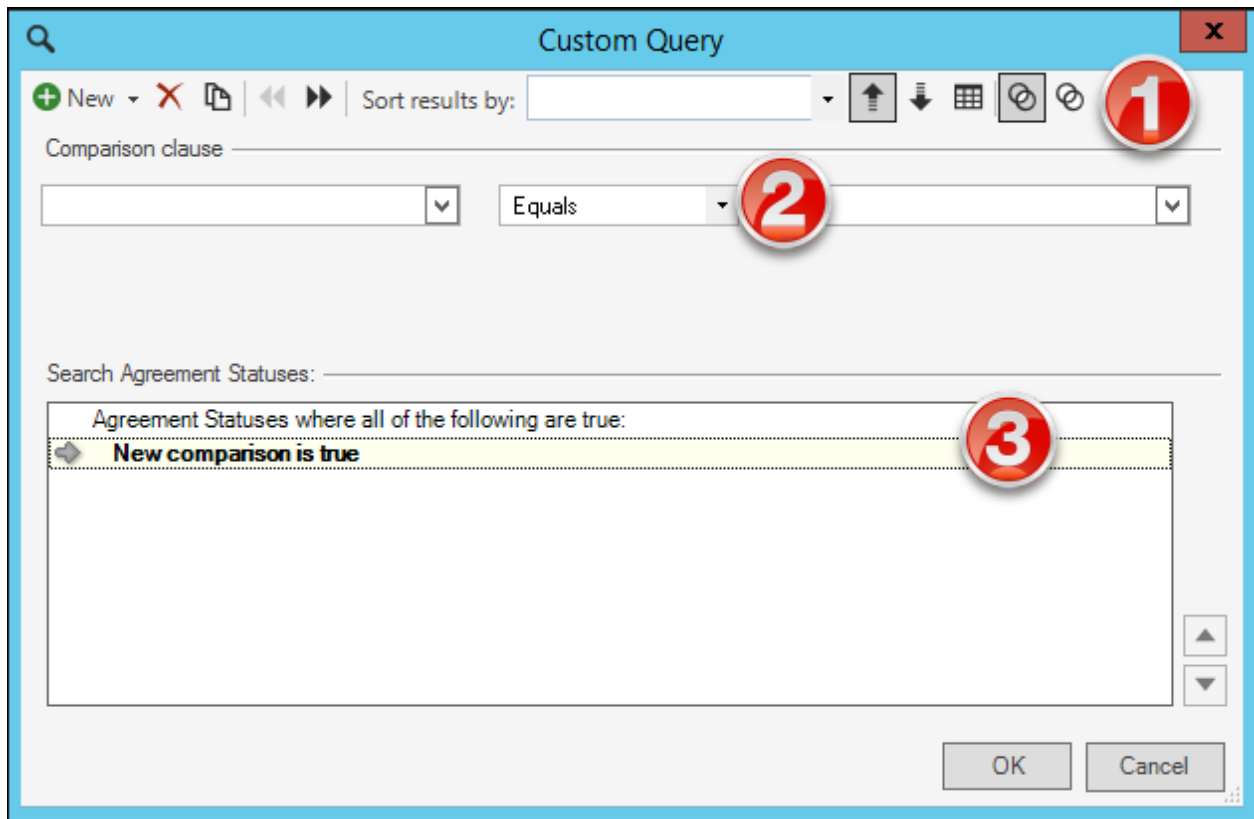 Custom Query
x
New
Sort results by:
1
Comparison clause
Equals
2
Search Agreement Statuses:
Agreement Statuses where all of the following are true:
New comparison is true
3
OK
Cancel